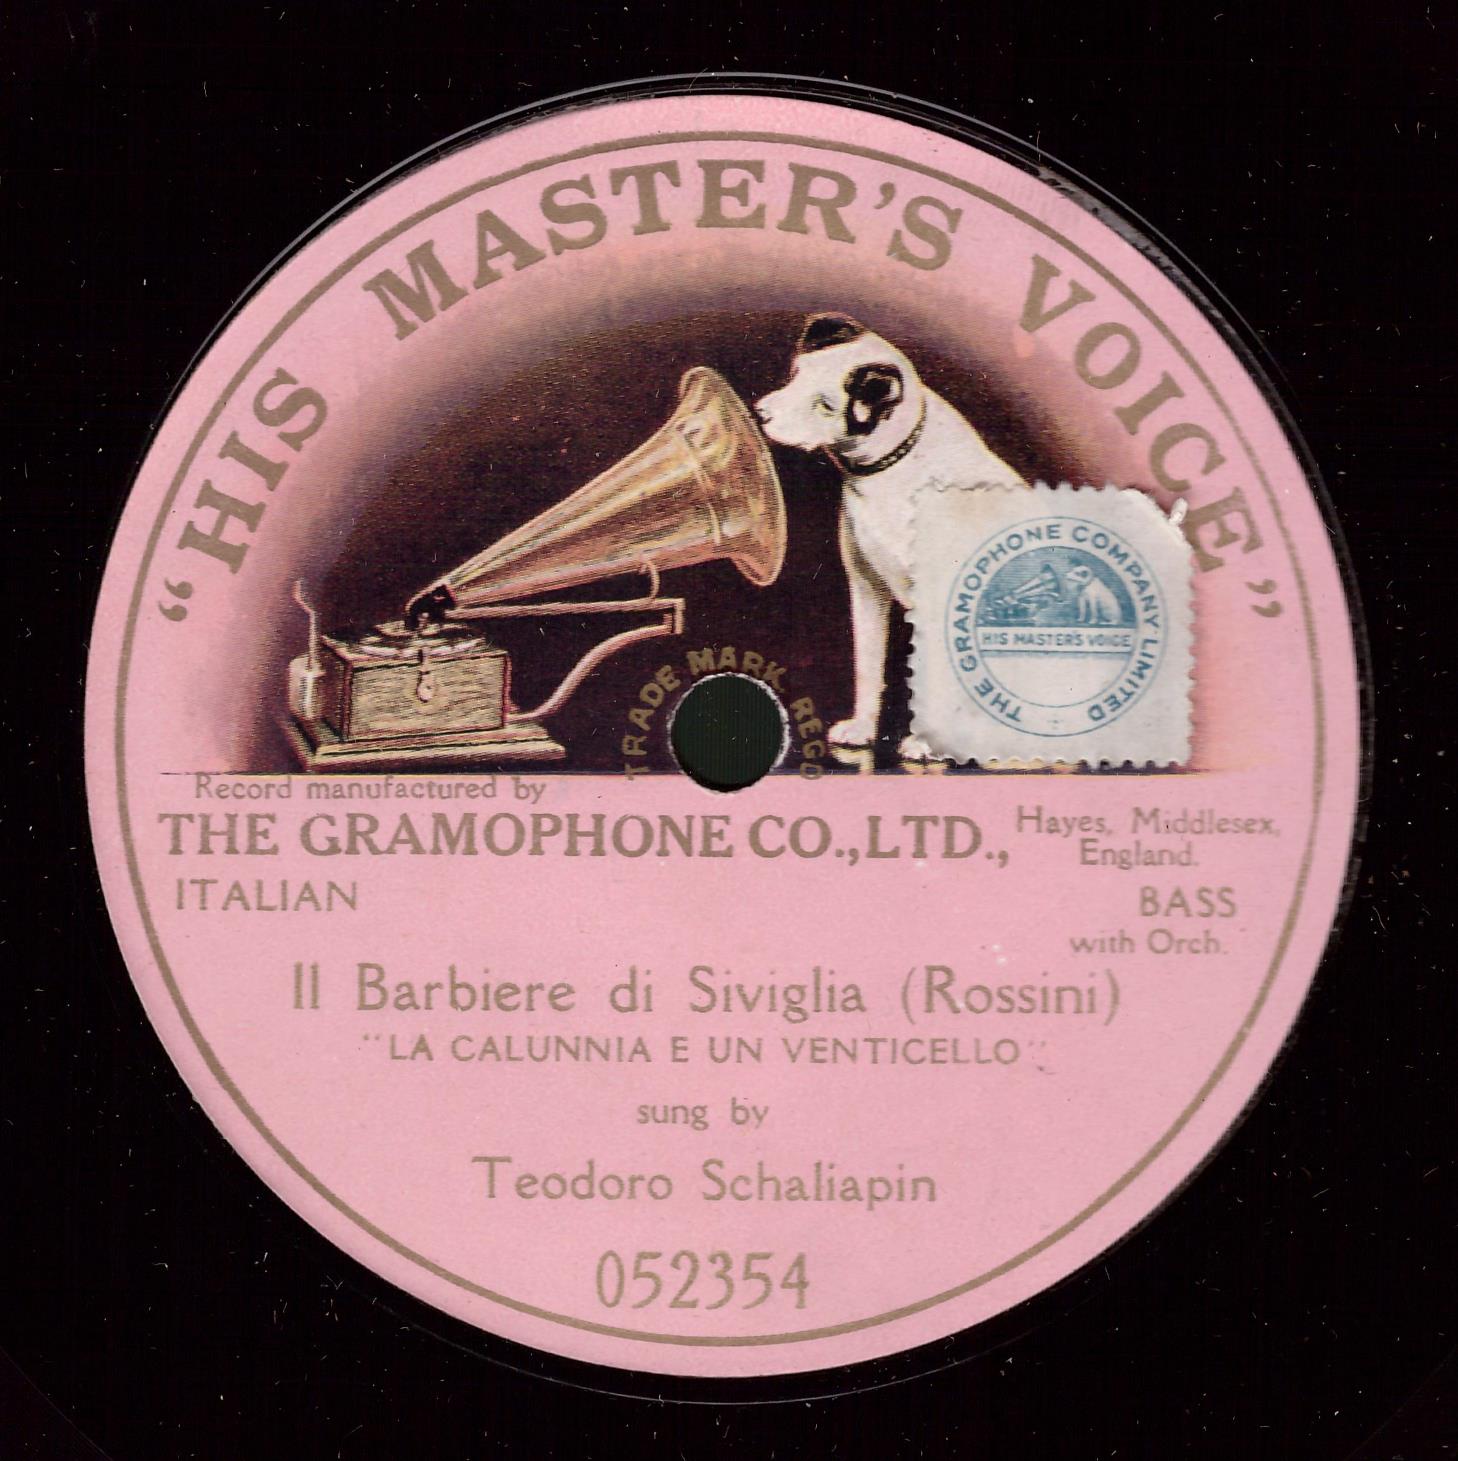 "HIS MASTER'S VOICE"
THE GRAMOPHONE COMPANY LIMITED
HIS MASTER'S VOICE
TRADE MARK REGD
Record manufactured by
THE GRAMOPHONE CO., LTD., Hayes, Middlesex, England.
ITALIAN
BASS
with Orch.
Il Barbiere di Siviglia (Rossini)
"LA CALUNNIA E UN VENTICELLO"
sung by
Teodoro Schaliapin
052354